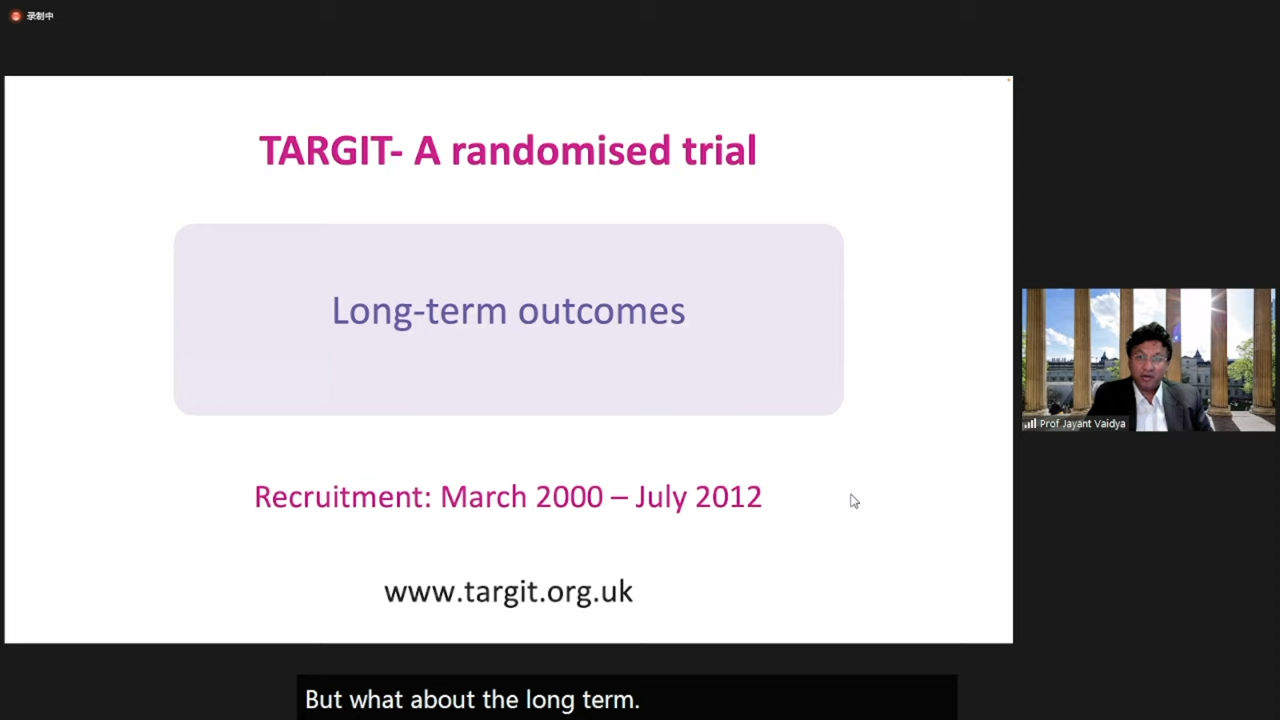 录制中
TARGIT- A randomised trial
Long-term outcomes
Recruitment: March 2000 – July 2012
www.targit.org.uk
Prof Jayant Vaidya
But what about the long term.